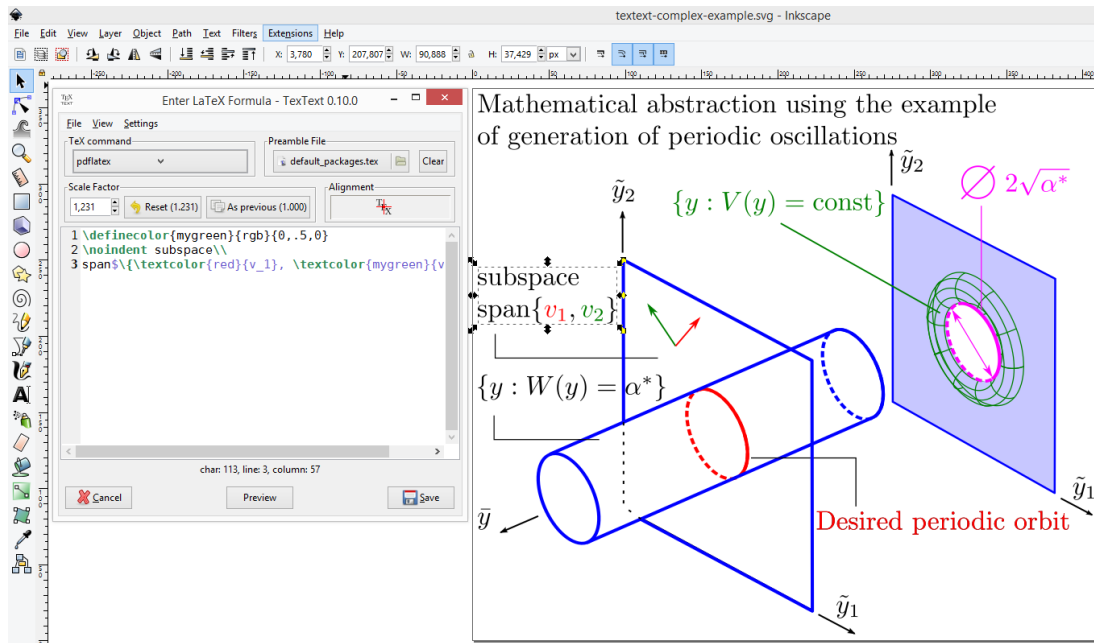 textext-complex-example.svg - Inkscape
File Edit View Layer Object Path Text Filters Extensions Help
X: 3,780 Y: 207,807 W: 90,888 H: 37,429 px
Enter LaTeX Formula - TexText 0.10.0
File View Settings
TeX command
Preamble File
pdflatex
default_packages.tex
Clear
Scale Factor
Alignment
1,231
Reset (1.231)
As previous (1.000)
1 \definecolor{mygreen}{rgb}{0,.5,0}
2 \noindent subspace\\
3 span$\{\textcolor{red}{v_1}, \textcolor{mygreen}{v
char: 113, line: 3, column: 57
Cancel
Preview
Save
Mathematical abstraction using the example
of generation of periodic oscillations
ỹ₂
ỹ₂
∅ 2√α*
{y : V(y) = const}
subspace
span{v₁, v₂}
{y : W(y) = α*}
ȳ
Desired periodic orbit
ỹ₁
ỹ₁